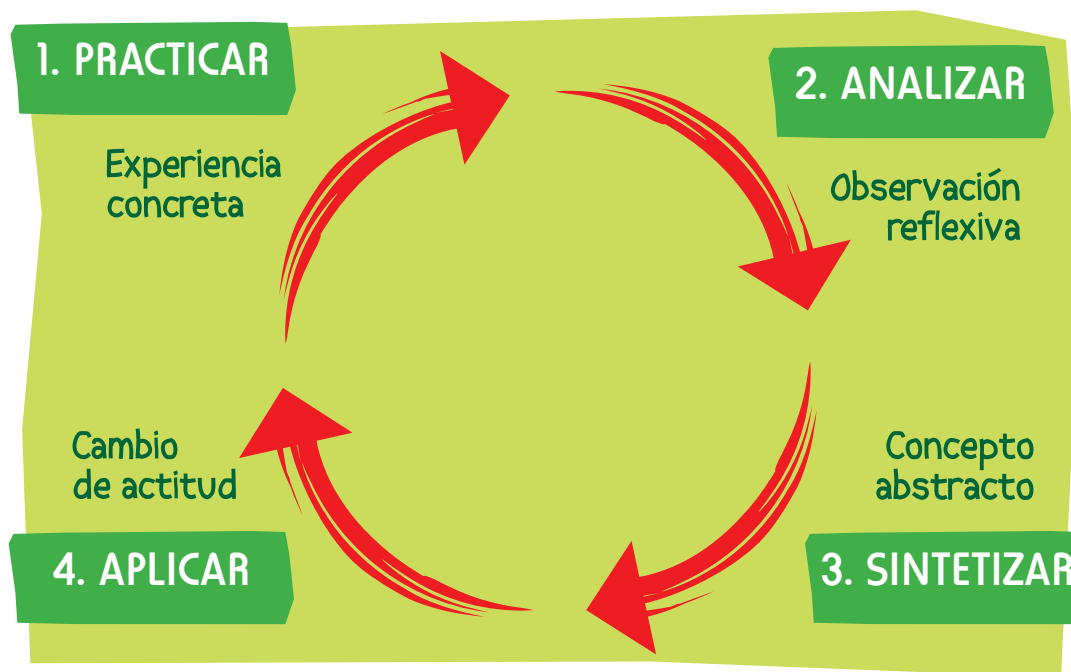 1. PRACTICAR
Experiencia
concreta
2. ANALIZAR
Observación
reflexiva
Concepto
abstracto
3. SINTETIZAR
Cambio
de actitud
4. APLICAR